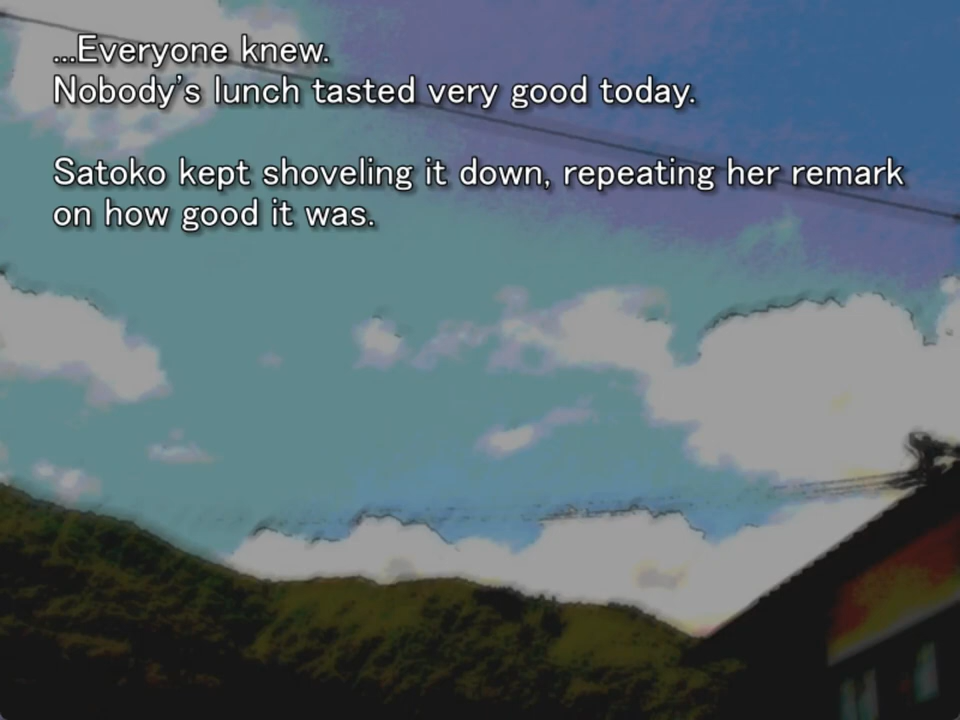 ...Everyone knew.
Nobody's lunch tasted very good today.
Satoko kept shoveling it down, repeating her remark
on how good it was.